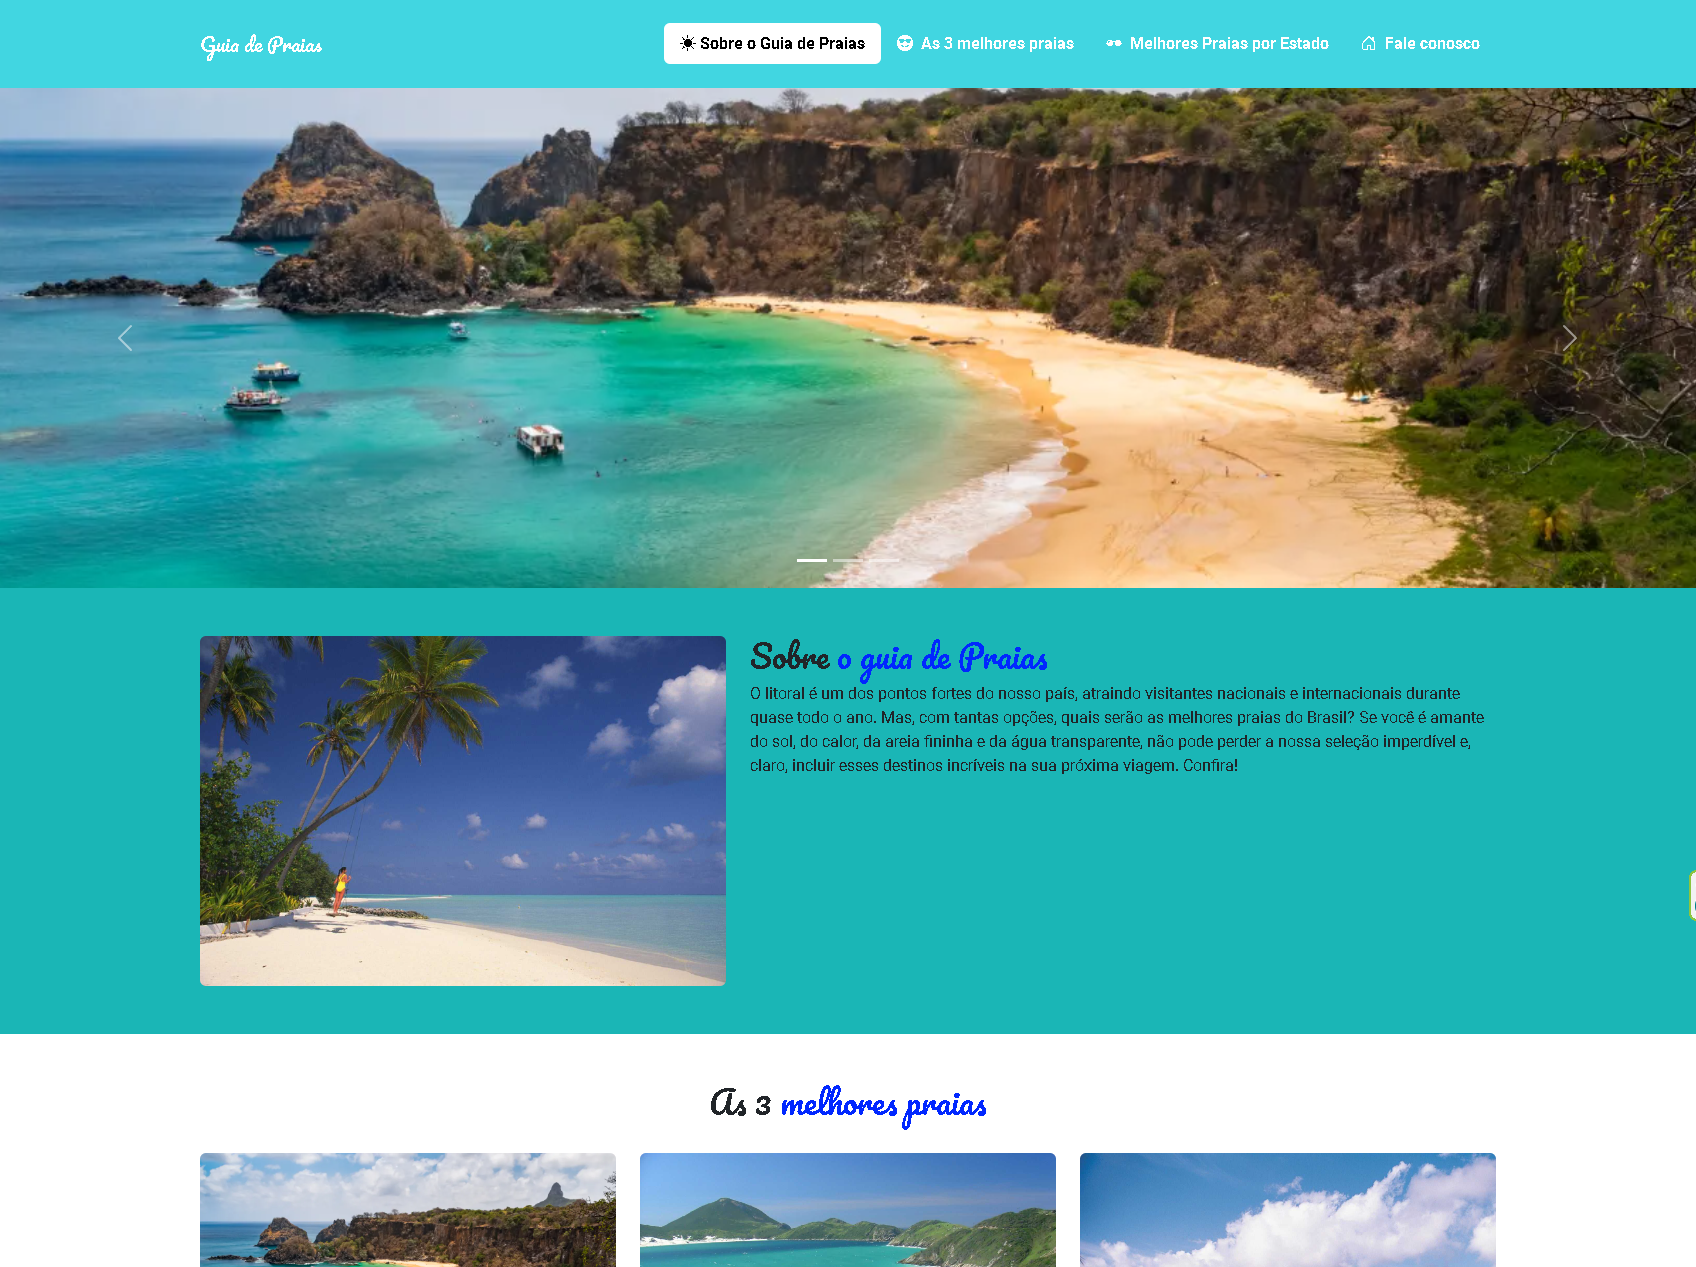 Guia de Praias
Sobre o Guia de Praias
As 3 melhores praias
Melhores Praias por Estado
Fale conosco
Sobre o guia de Praias
O litoral é um dos pontos fortes do nosso país, atraindo visitantes nacionais e internacionais durante
quase todo o ano. Mas, com tantas opções, quais serão as melhores praias do Brasil? Se você é amante
do sol, do calor, da areia fininha e da água transparente, não pode perder a nossa seleção imperdível e,
claro, incluir esses destinos incríveis na sua próxima viagem. Confira!
As 3 melhores praias